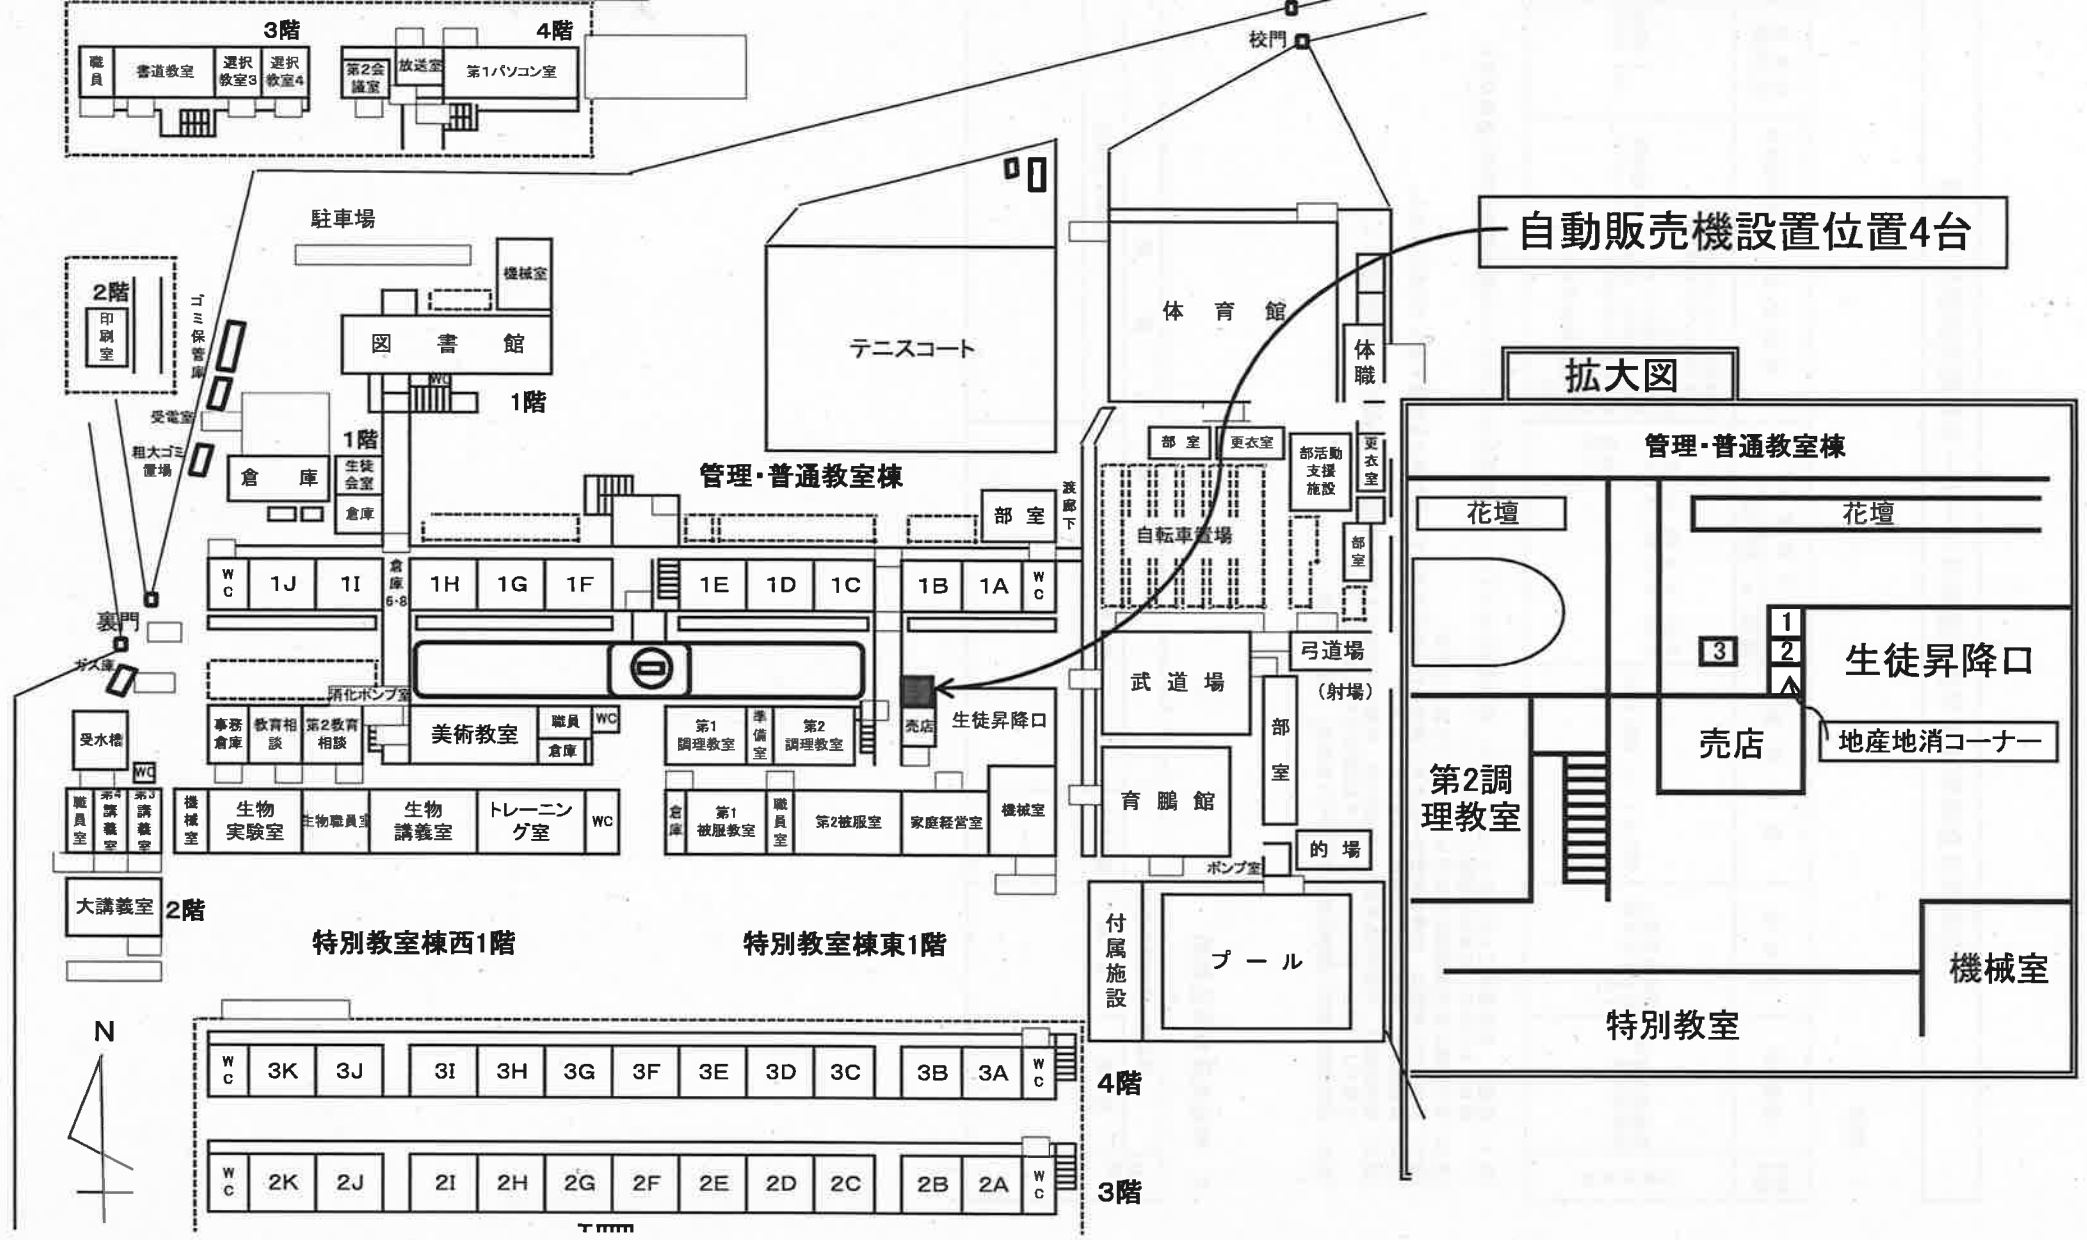 3階
4階
職員
書道教室
選択教室3
選択教室4
第2会議室
放送室
第1パソコン室
校門
駐車場
機械室
自動販売機設置位置4台
2階
印刷室
ゴミ保管庫
図書館
WC
1階
テニスコート
体育館
体職
拡大図
受電室
粗大ゴミ置場
倉庫
1階
生徒会室
倉庫
管理・普通教室棟
部室
渡廊下
部室
更衣室
部活動支援施設
更衣室
自転車置場
部室
WC
1J
1I
倉庫6・8
1H
1G
1F
1E
1D
1C
1B
1A
WC
裏門
ガス庫
消化ポンプ室
武道場
弓道場
(射場)
受水槽
WC
事務倉庫
教育相談
第2教育相談
美術教室
職員
倉庫
WC
第1調理教室
準備室
第2調理教室
売店
生徒昇降口
部室
職員室
第4講義室
第3講義室
機械室
生物実験室
生物職員室
生物講義室
トレーニング室
WC
倉庫
第1被服教室
職員室
第2被服室
家庭経営室
機械室
育鵬館
ポンプ室
的場
大講義室
2階
特別教室棟西1階
特別教室棟東1階
付属施設
プール
N
WC
3K
3J
3I
3H
3G
3F
3E
3D
3C
3B
3A
WC
4階
WC
2K
2J
2I
2H
2G
2F
2E
2D
2C
2B
2A
WC
3階
管理・普通教室棟
花壇
花壇
1
2
3
生徒昇降口
売店
地産地消コーナー
第2調理教室
機械室
特別教室